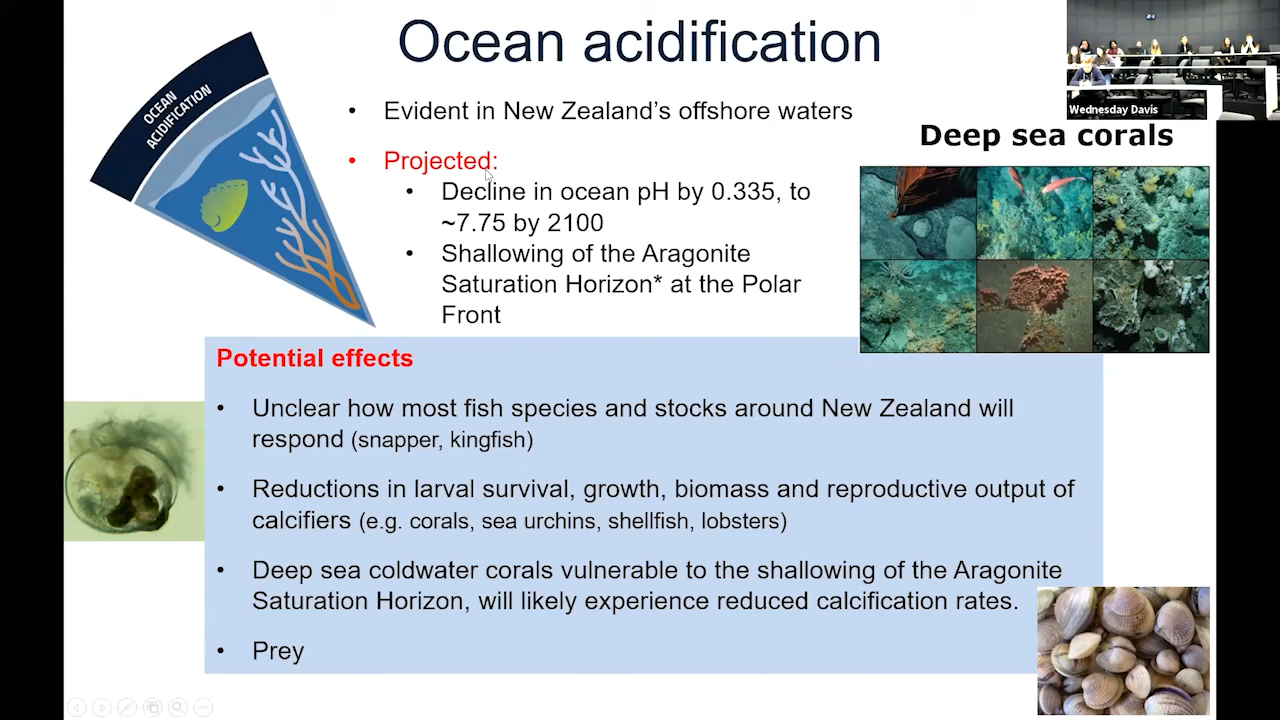 Ocean acidification
OCEAN
ACIDIFICATION
• Evident in New Zealand's offshore waters
• Projected:
• Decline in ocean pH by 0.335, to
~7.75 by 2100
• Shallowing of the Aragonite
Saturation Horizon* at the Polar
Front
Wednesday Davis
Deep sea corals
Potential effects
• Unclear how most fish species and stocks around New Zealand will
respond (snapper, kingfish)
• Reductions in larval survival, growth, biomass and reproductive output of
calcifiers (e.g. corals, sea urchins, shellfish, lobsters)
• Deep sea coldwater corals vulnerable to the shallowing of the Aragonite
Saturation Horizon, will likely experience reduced calcification rates.
• Prey